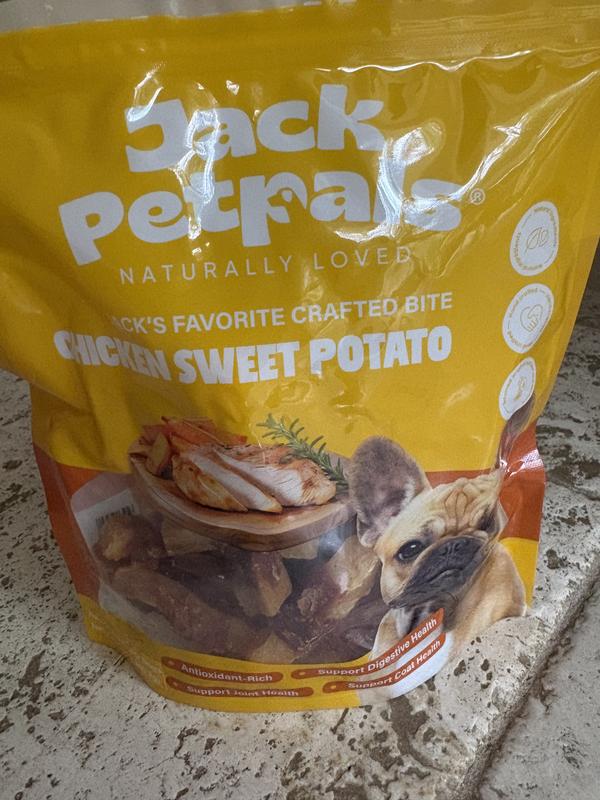 Jack
Petpals®
NATURALLY LOVED
ACK'S FAVORITE CRAFTED BITE
CHICKEN SWEET POTATO
Antioxidant-Rich
Support Digestive Health
Support Joint Health
Support Coat Health